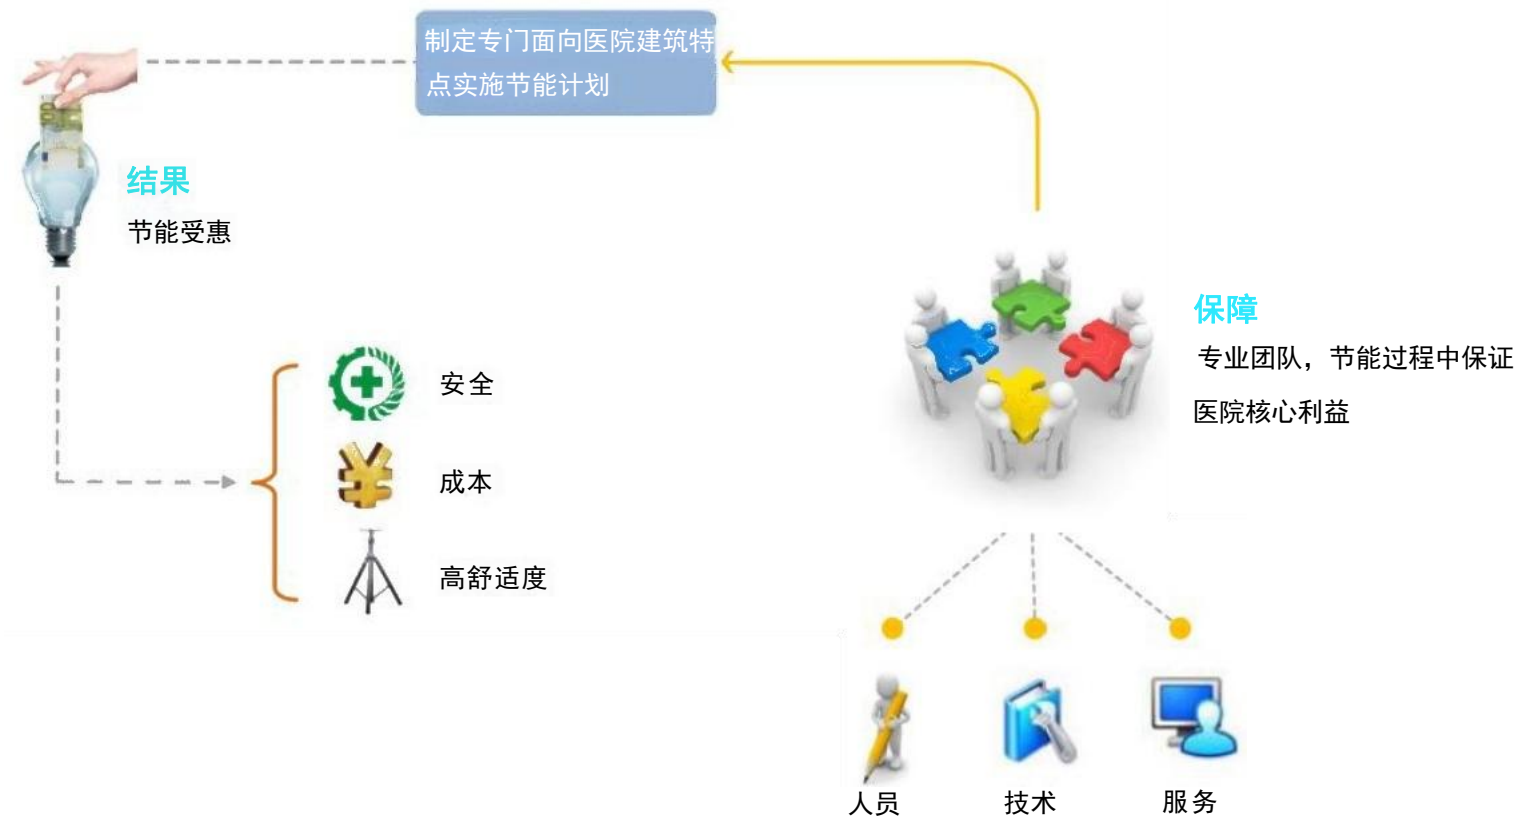 制定专门面向医院建筑特
点实施节能计划
结果
节能受惠
安全
成本
高舒适度
保障
专业团队，节能过程中保证
医院核心利益
人员
技术
服务